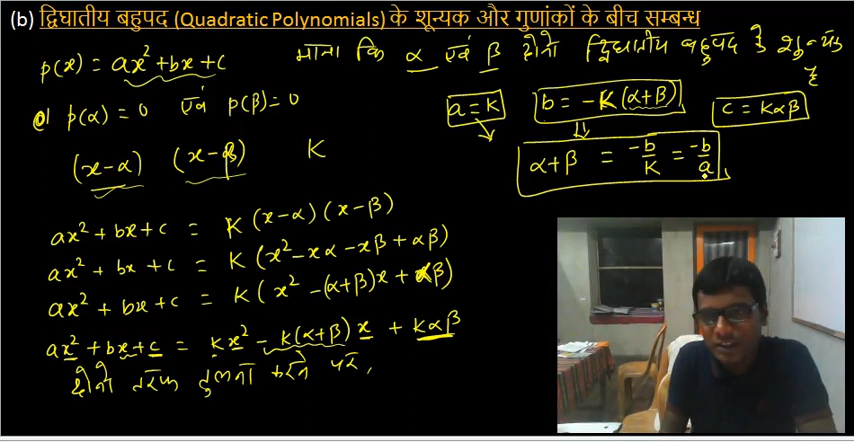 (b) द्विघातीय बहुपद (Quadratic Polynomials) के शून्यक और गुणांकों के बीच सम्बन्ध
p(x) = ax² + bx + c
माना कि α एवं β दोनों द्विघातीय बहुपद के शून्यक है
p(α) = 0 एवं p(β) = 0
(x-α) (x-β) K
ax² + bx + c = K (x-α) (x-β)
ax² + bx + c = K (x² - xα - xβ + αβ)
ax² + bx + c = K (x² - (α+β)x + αβ)
ax² + bx + c = Kx² - K(α+β) x + Kαβ
दोनों तरफ तुलना करने पर,
a = K b = -K (α+β) c = Kαβ
⇓
α+β = -b/K = -b/a